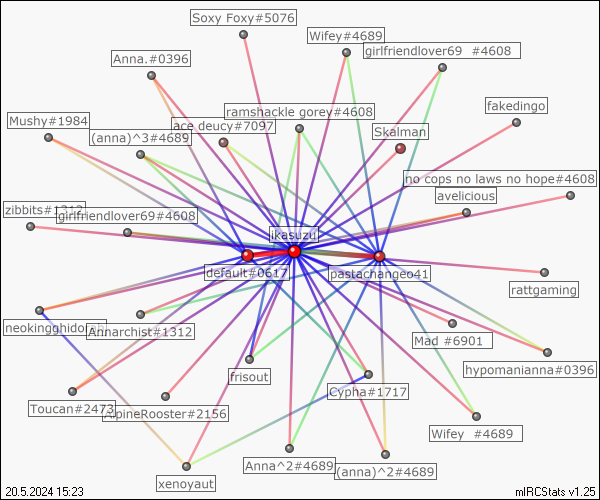 Soxy Foxy#5076
Wifey#4689
girlfriendlover69 #4608
Anna.#0396
fakedingo
ramshackle gorey#4608
Mushy#1984
ace deucy#7097
Skalman
(anna)^3#4689
no cops no laws no hope#4608
avelicious
zibbits#1312
girlfriendlover69#4608
ikasuzu
default#0617
pastachangeo41
rattgaming
neokingghidorah
Annarchist#1312
Mad #6901
hypomanianna#0396
frisout
Cypha#1717
Toucan#2473
AlpineRooster#2156
Wifey #4689
Anna^2#4689
(anna)^2#4689
xenoyaut
20.5.2024 15:23
mIRCStats v1.25